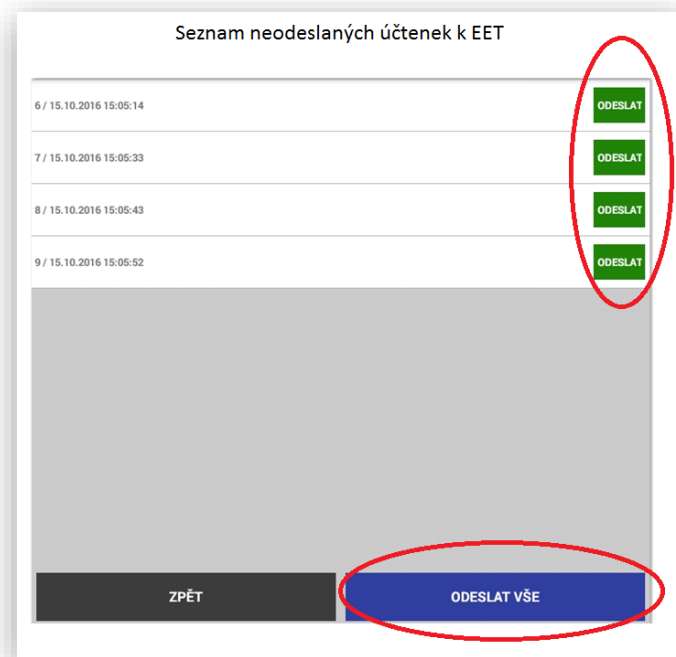 Seznam neodeslaných účtenek k EET
6 / 15.10.2016 15:05:14 ODESLAT
7 / 15.10.2016 15:05:33 ODESLAT
8 / 15.10.2016 15:05:43 ODESLAT
9 / 15.10.2016 15:05:52 ODESLAT
ZPĚT ODESLAT VŠE